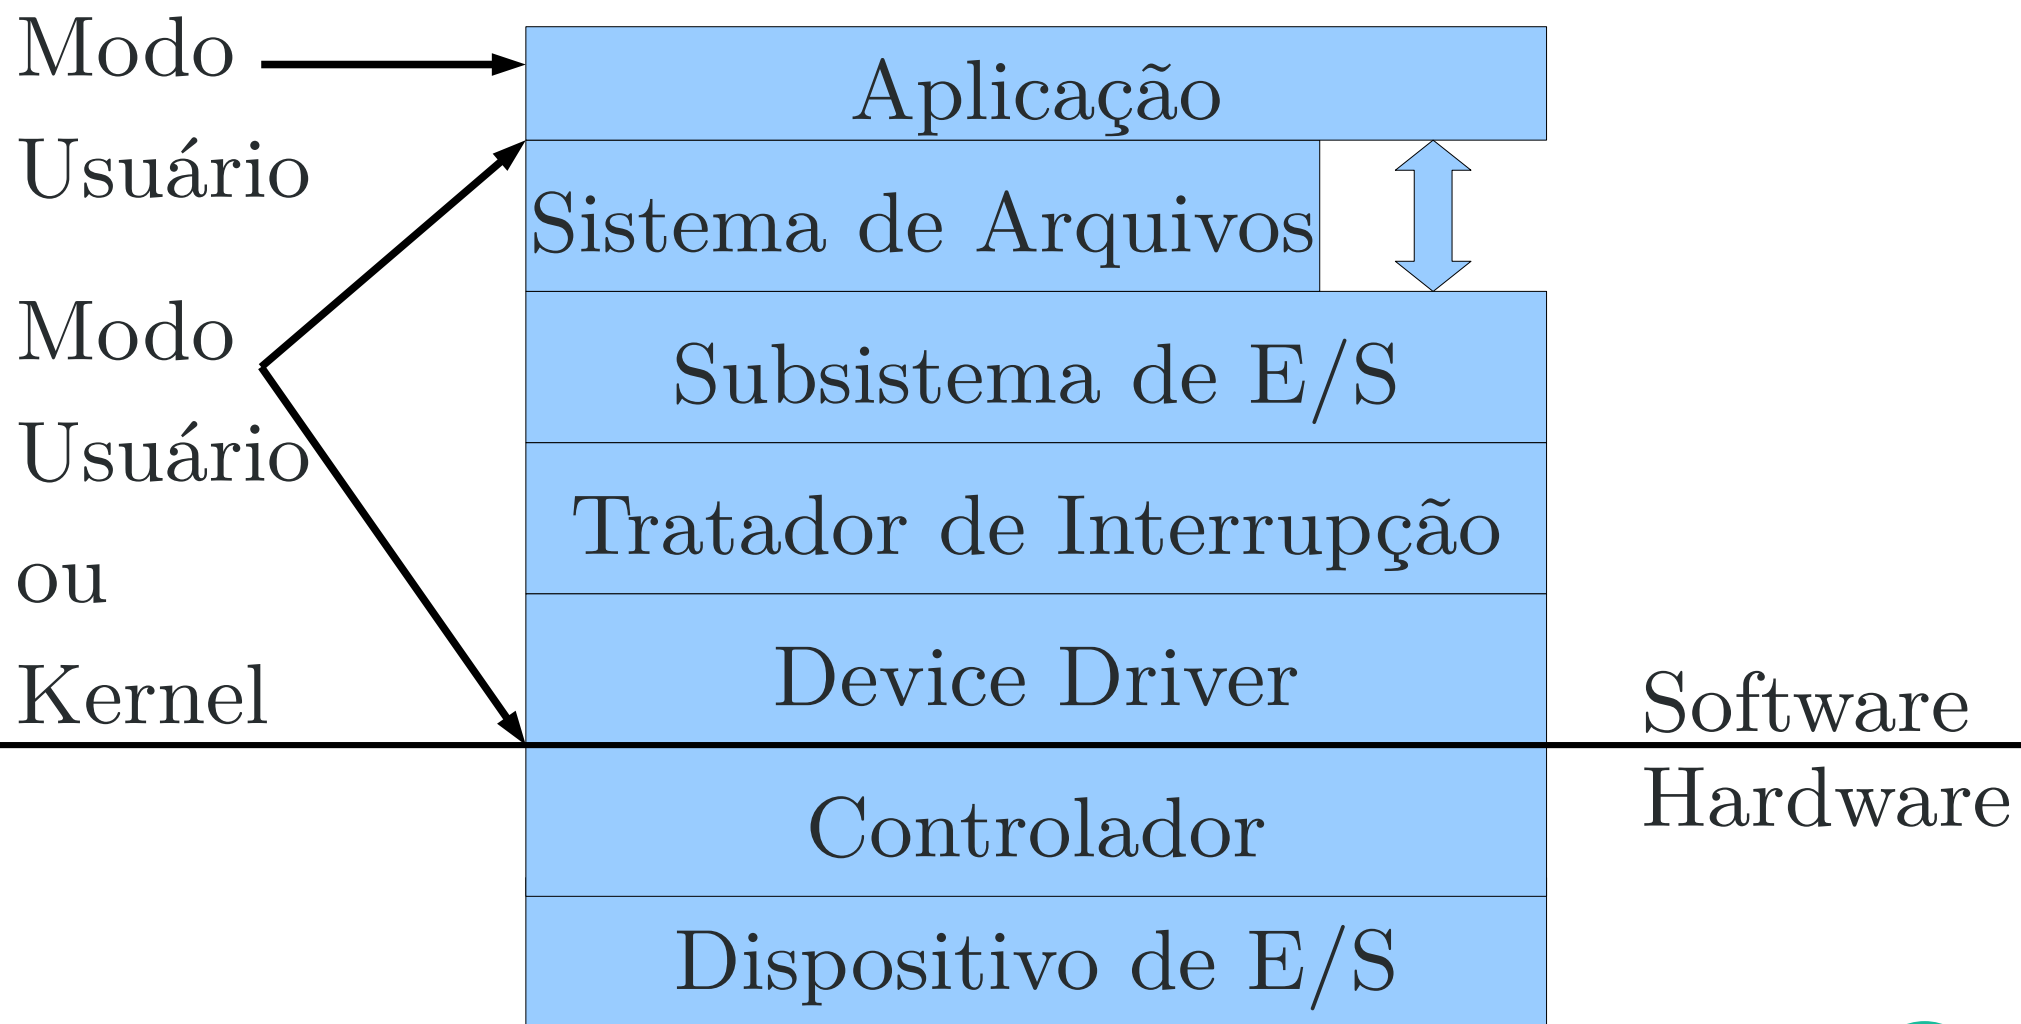 Modo
Usuário
Modo
Usuário
ou
Kernel
Aplicação
Sistema de Arquivos
Subsistema de E/S
Tratador de Interrupção
Device Driver
Controlador
Dispositivo de E/S
Software
Hardware